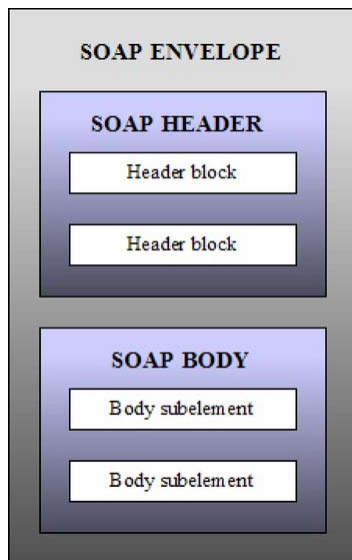 SOAP ENVELOPE
SOAP HEADER
Header block
Header block
SOAP BODY
Body subelement
Body subelement